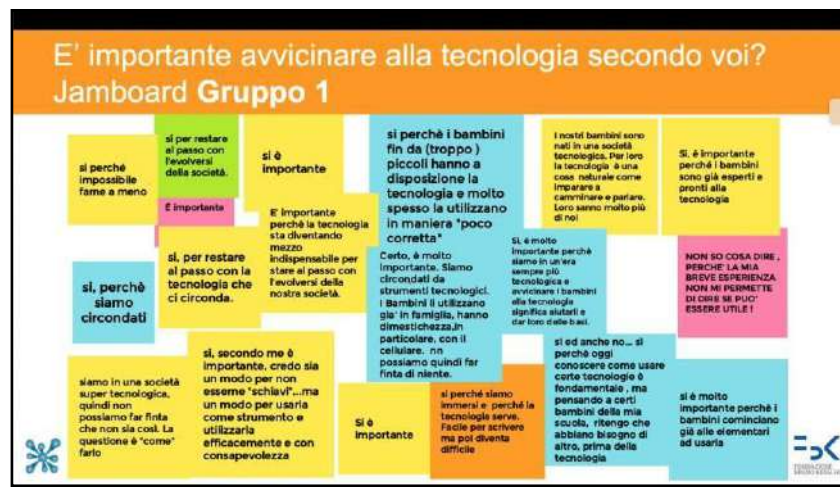 E' importante avvicinare alla tecnologia secondo voi?
Jamboard Gruppo 1
si perché
impossibile
farne a meno
si per restare
al passo con
l'evolversi
della società.
È importante
si è
importante
si perchè i bambini
fin da (troppo )
piccoli hanno a
disposizione la
tecnologia e molto
spesso la utilizzano
in maniera "poco
corretta"
I nostri bambini sono
nati in una società
tecnologica. Per loro
la tecnologia è una
cosa naturale come
imparare a
camminare e parlare.
Loro sanno molto più
di noi
Si, è importante
perché i bambini
sono già esperti e
pronti alla
tecnologia
si, perchè
siamo
circondati
si, per restare
al passo con la
tecnologia che
ci circonda.
E' importante
perchè la tecnologia
sta diventando
mezzo
indispensabile per
stare al passo con
l'evolversi della
nostra società.
Certo, è molto
importante. Siamo
circondati da
strumenti tecnologici.
I Bambini li utilizzano
gia' in famiglia, hanno
dimestichezza,in
particolare, con il
cellulare. nn
possiamo quindi far
finta di niente.
Si, è molto
importante perchè
siamo in un'era
sempre più
tecnologica e
avvicinare i bambini
alla tecnologia
significa aiutarli e
dar loro delle basi.
NON SO COSA DIRE ,
PERCHE' LA MIA
BREVE ESPERIENZA
NON MI PERMETTE
DI DIRE SE PUO'
ESSERE UTILE !
siamo in una società
super tecnologica,
quindi non
possiamo far finta
che non sia così. La
questione è "come"
farlo
si, secondo me è
importante, credo sia
un modo per non
esserne "schiavi"...ma
un modo per usarla
come strumento e
utilizzarla
efficacemente e con
consapevolezza
Si è
importante
si perchè siamo
immersi e perché la
tecnologia serve.
Facile per scrivere
ma poi diventa
difficile
si ed anche no... si
perchè oggi
conoscere come usare
certe tecnologie è
fondamentale , ma
pensando a certi
bambini della mia
scuola, ritengo che
abbiano bisogno di
altro, prima della
tecnologia
si è molto
importante perchè i
bambini cominciano
già alle elementari
ad usarla
FBK
FONDAZIONE